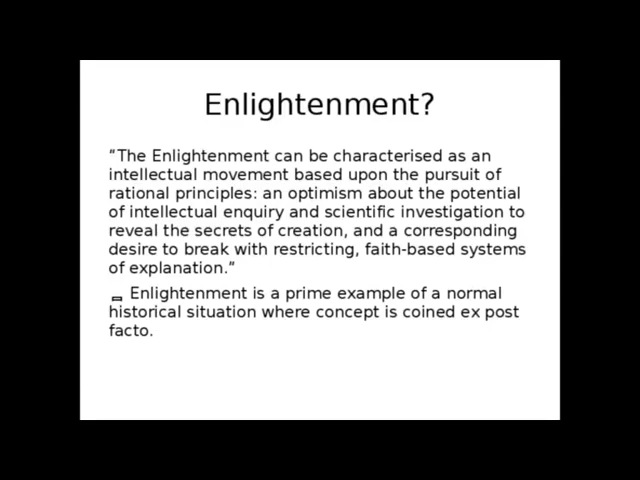 Enlightenment?
“The Enlightenment can be characterised as an
intellectual movement based upon the pursuit of
rational principles: an optimism about the potential
of intellectual enquiry and scientific investigation to
reveal the secrets of creation, and a corresponding
desire to break with restricting, faith-based systems
of explanation.”
Enlightenment is a prime example of a normal
historical situation where concept is coined ex post
facto.